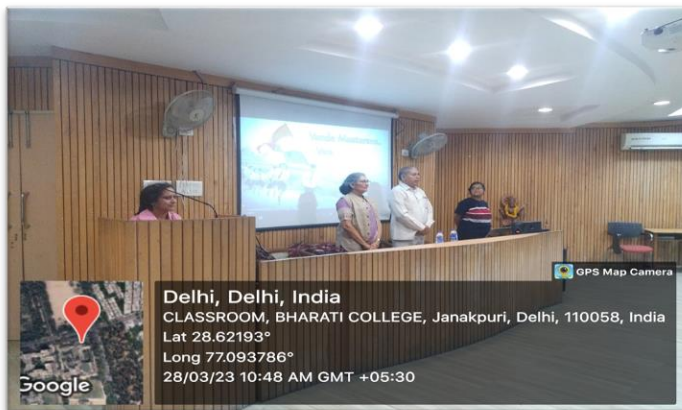 GPS Map Camera
Delhi, Delhi, India
CLASSROOM, BHARATI COLLEGE, Janakpuri, Delhi, 110058, India
Lat 28.62193°
Long 77.093786°
28/03/23 10:48 AM GMT +05:30
Google